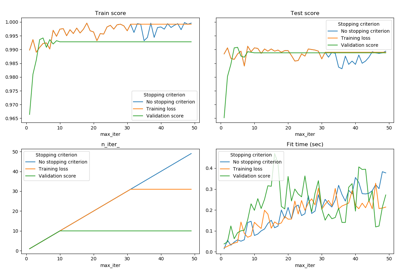 Train score
1.000
0.995
0.990
0.985
0.980
0.975
0.970
0.965
Stopping criterion
No stopping criterion
Training loss
Validation score
0
10
20
30
40
50
max_iter
Test score
Stopping criterion
No stopping criterion
Training loss
Validation score
0
10
20
30
40
50
max_iter
n_iter_
50
40
30
20
10
0
Stopping criterion
No stopping criterion
Training loss
Validation score
0
10
20
30
40
50
max_iter
Fit time (sec)
0.4
0.3
0.2
0.1
0.0
Stopping criterion
No stopping criterion
Training loss
Validation score
0
10
20
30
40
50
max_iter